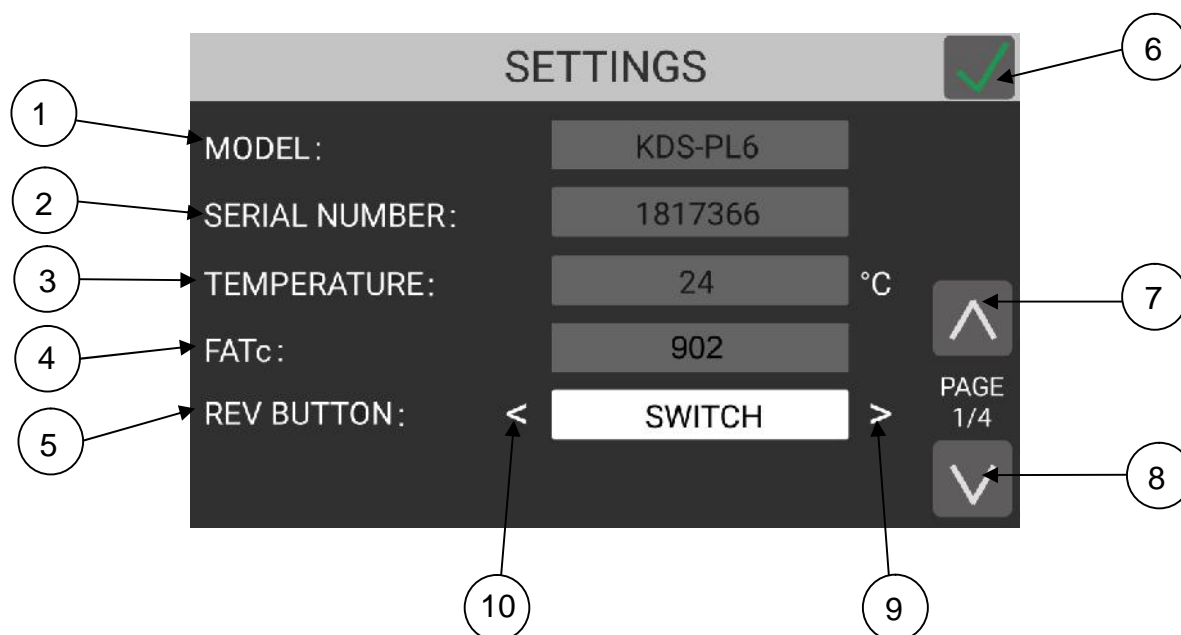 SETTINGS
6
1
MODEL: KDS-PL6
2
SERIAL NUMBER: 1817366
3
TEMPERATURE: 24 °C
7
4
FATc: 902
PAGE
1/4
5
REV BUTTON: < SWITCH >
8
10
9